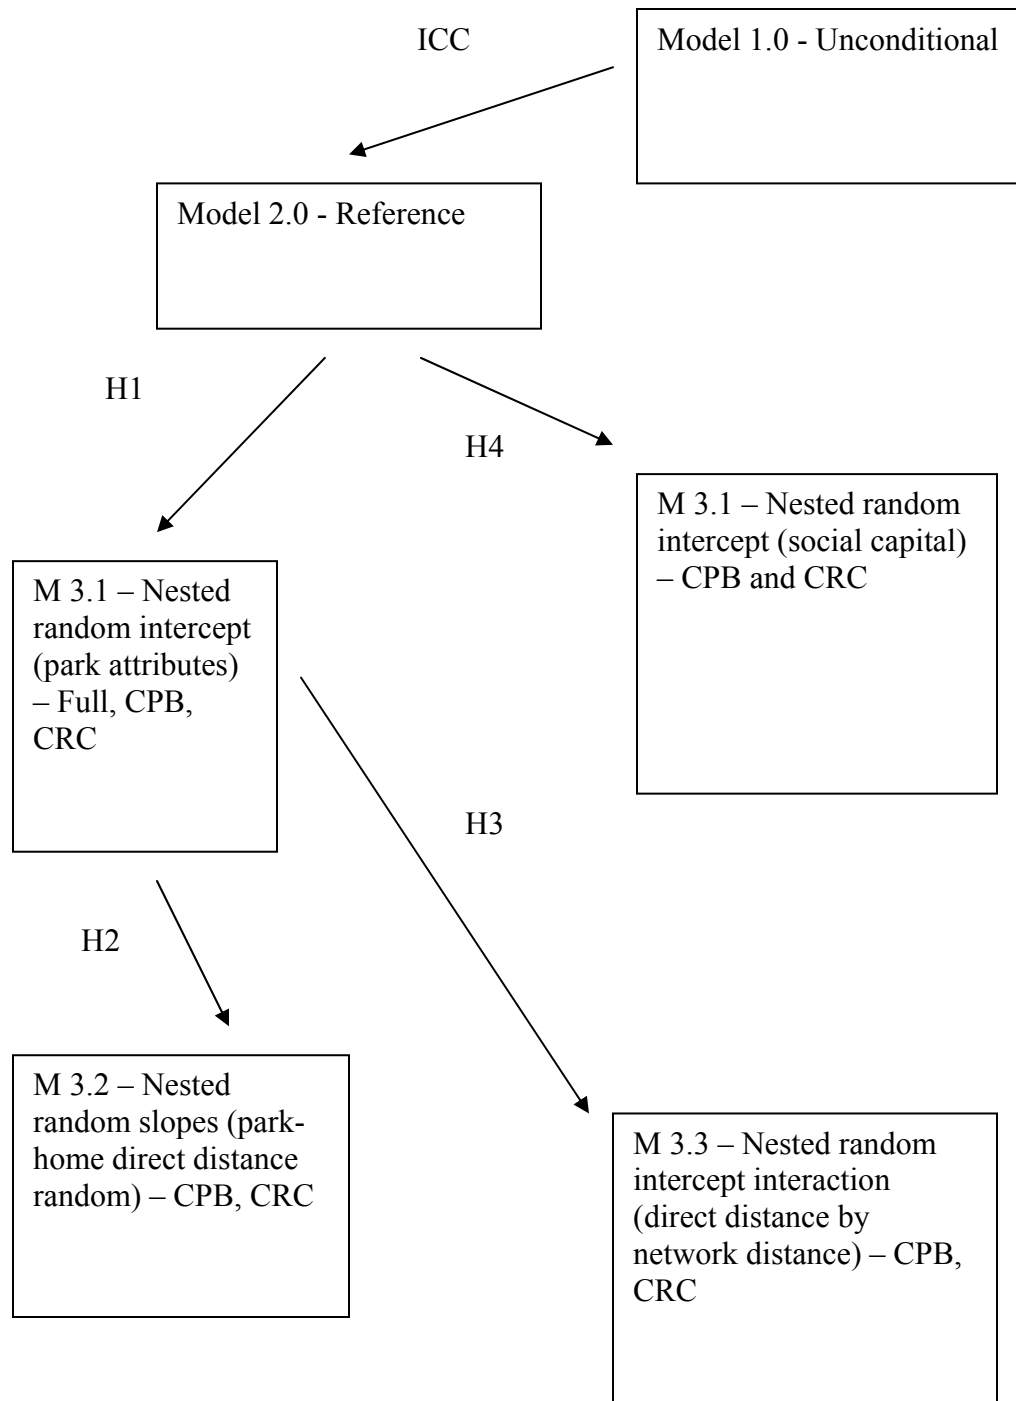 ICC
Model 1.0 - Unconditional
Model 2.0 - Reference
H1
H4
M 3.1 – Nested random
intercept (social capital)
– CPB and CRC
M 3.1 – Nested
random intercept
(park attributes)
– Full, CPB,
CRC
H3
H2
M 3.2 – Nested
random slopes (park-
home direct distance
random) – CPB, CRC
M 3.3 – Nested random
intercept interaction
(direct distance by
network distance) – CPB,
CRC